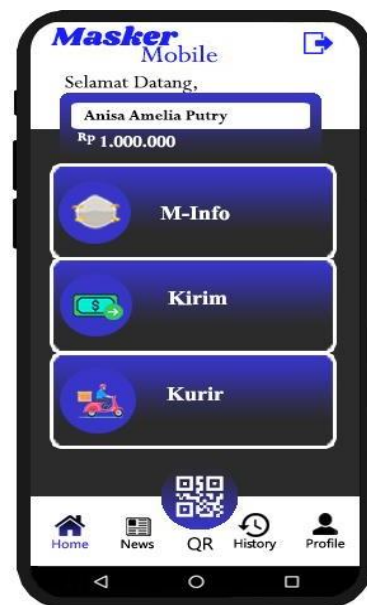 Masker
Mobile
Selamat Datang,
Anisa Amelia Putry
Rp 1.000.000
M-Info
$
Kirim
Kurir
Home News QR History Profile